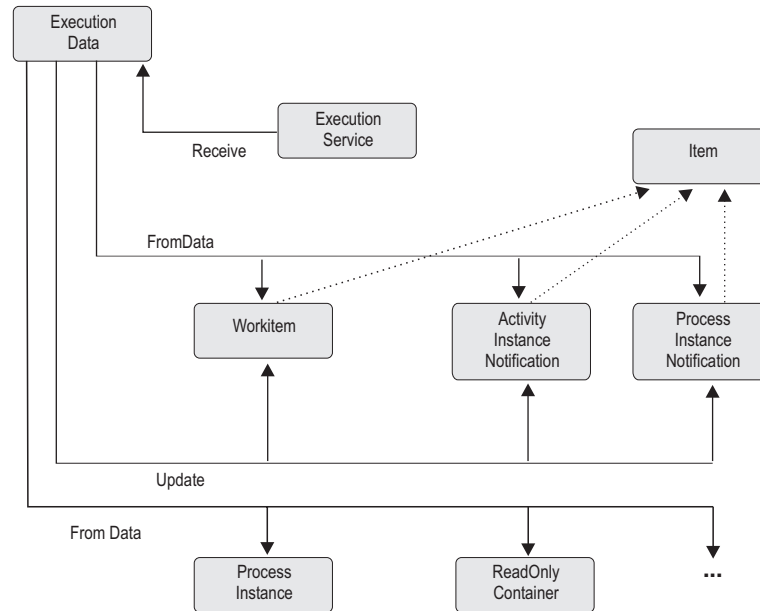 Execution
Data
Execution
Service
Receive
Item
FromData
Workitem
Activity
Instance
Notification
Process
Instance
Notification
Update
From Data
Process
Instance
ReadOnly
Container
...